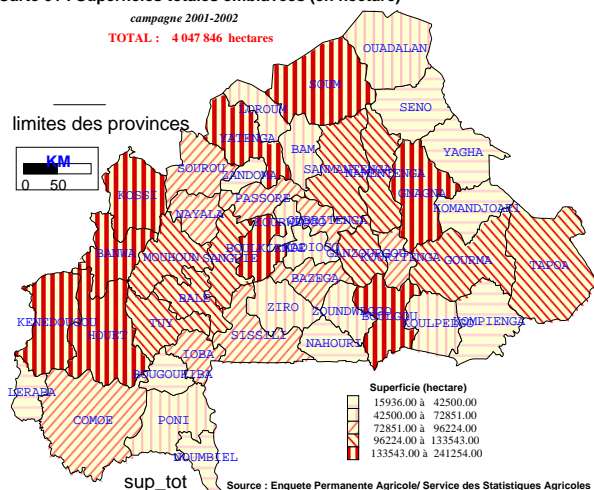 campagne 2001-2002
TOTAL : 4 047 846 hectares
OUADALAN
SOUM
LOROUM
SENO
limites des provinces
YATENGA
BAM
YAGHA
KM
SOUROU
ZANDOMA
SANMANTENGA
NAMENTENGA
0 50
KOSSI
PASSORE
GNAGNA
KOMANDJOARI
NAYALA
KOURWEOGO
OUBRITENGA
BANWA
MOUHOUN
SANGUIE
BOULKIEMDE
KADIOGO
GANZOURGOU
KOURITENGA
GOURMA
TAPOA
BAZEGA
BALE
ZIRO
ZOUNDWEOGO
BOULGOU
KOULPELGO
KOMPIENGA
KENEDOUGOU
HOUET
TUY
SISSILI
NAHOURI
IOBA
BOUGOURIBA
LERABA
COMOE
PONI
NOUMBIEL
Superficie (hectare)
15936.00 à 42500.00
42500.00 à 72851.00
72851.00 à 96224.00
96224.00 à 133543.00
133543.00 à 241254.00
sup_tot
Source : Enquete Permanente Agricole/ Service des Statistiques Agricoles